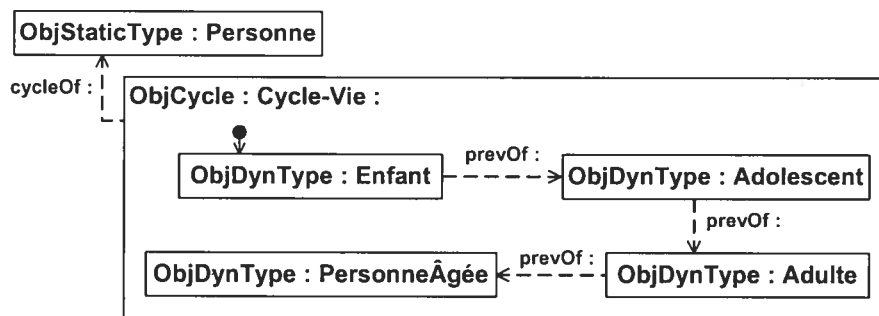 ObjStaticType : Personne
cycleOf :
ObjCycle : Cycle-Vie :
ObjDynType : Enfant
prevOf :
ObjDynType : Adolescent
prevOf :
ObjDynType : PersonneÂgée
prevOf :
ObjDynType : Adulte